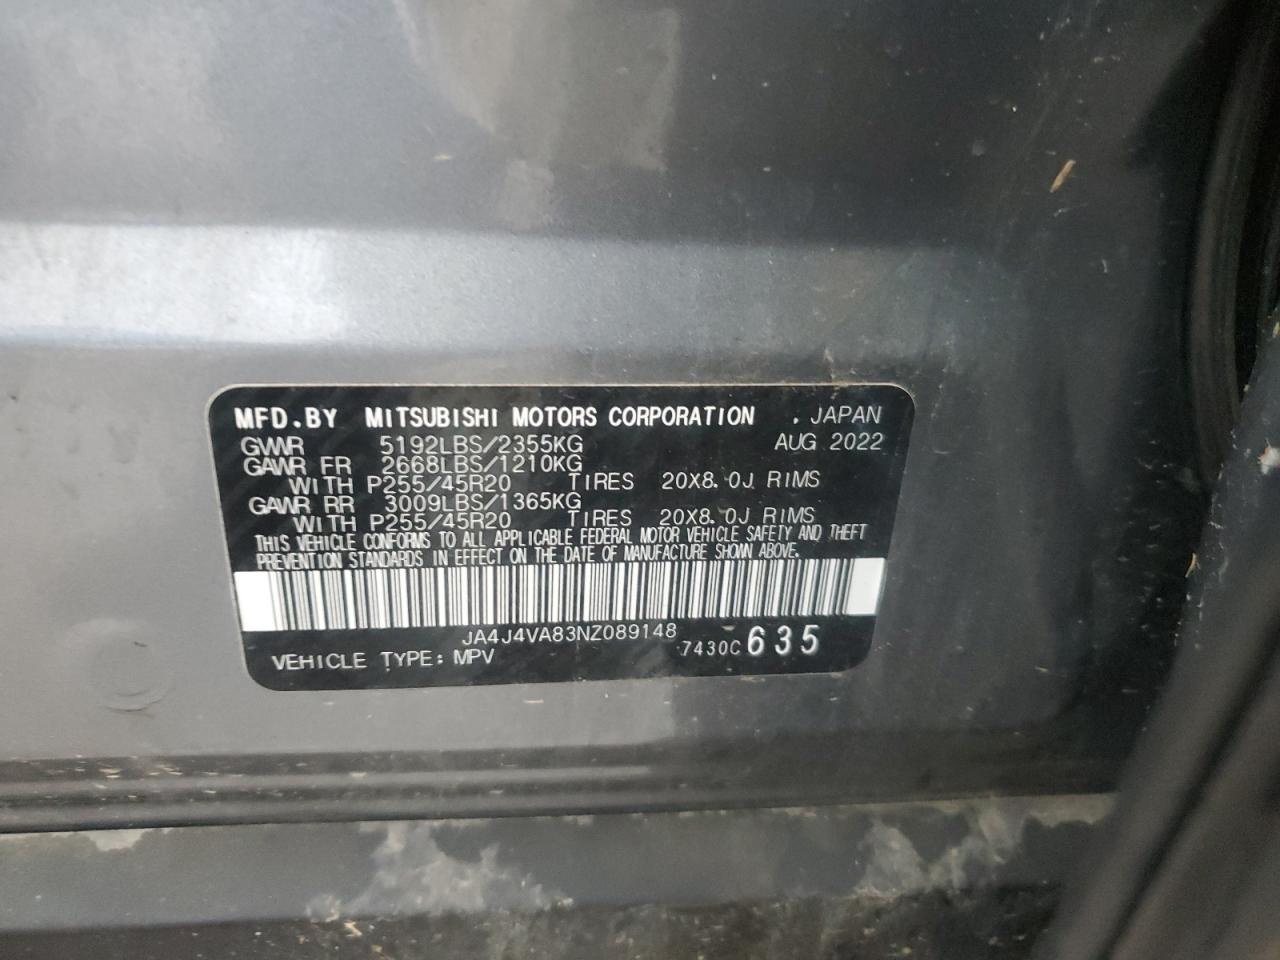 MFD.BY MITSUBISHI MOTORS CORPORATION , JAPAN
GVWR 5192LBS/2355KG AUG 2022
GAWR FR 2668LBS/1210KG
WITH P255/45R20 TIRES 20X8.0J RIMS
GAWR RR 3009LBS/1365KG
WITH P255/45R20 TIRES 20X8.0J RIMS
THIS VEHICLE CONFORMS TO ALL APPLICABLE FEDERAL MOTOR VEHICLE SAFETY AND THEFT
PREVENTION STANDARDS IN EFFECT ON THE DATE OF MANUFACTURE SHOWN ABOVE.
JA4J4VA83NZ089148
VEHICLE TYPE: MPV 7430C 635